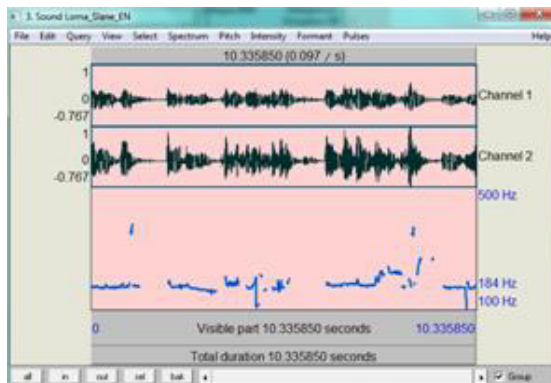 3. Sound Lorna_Slane_EN
File Edit Query View Select Spectrum Pitch Intensity Formant Pulses Help
10.335850 (0.097 / s)
1
0
-0.767
Channel 1
1
0
-0.767
Channel 2
500 Hz
184 Hz
100 Hz
0 Visible part 10.335850 seconds 10.335850
Total duration 10.335850 seconds
all in out sel bak Group